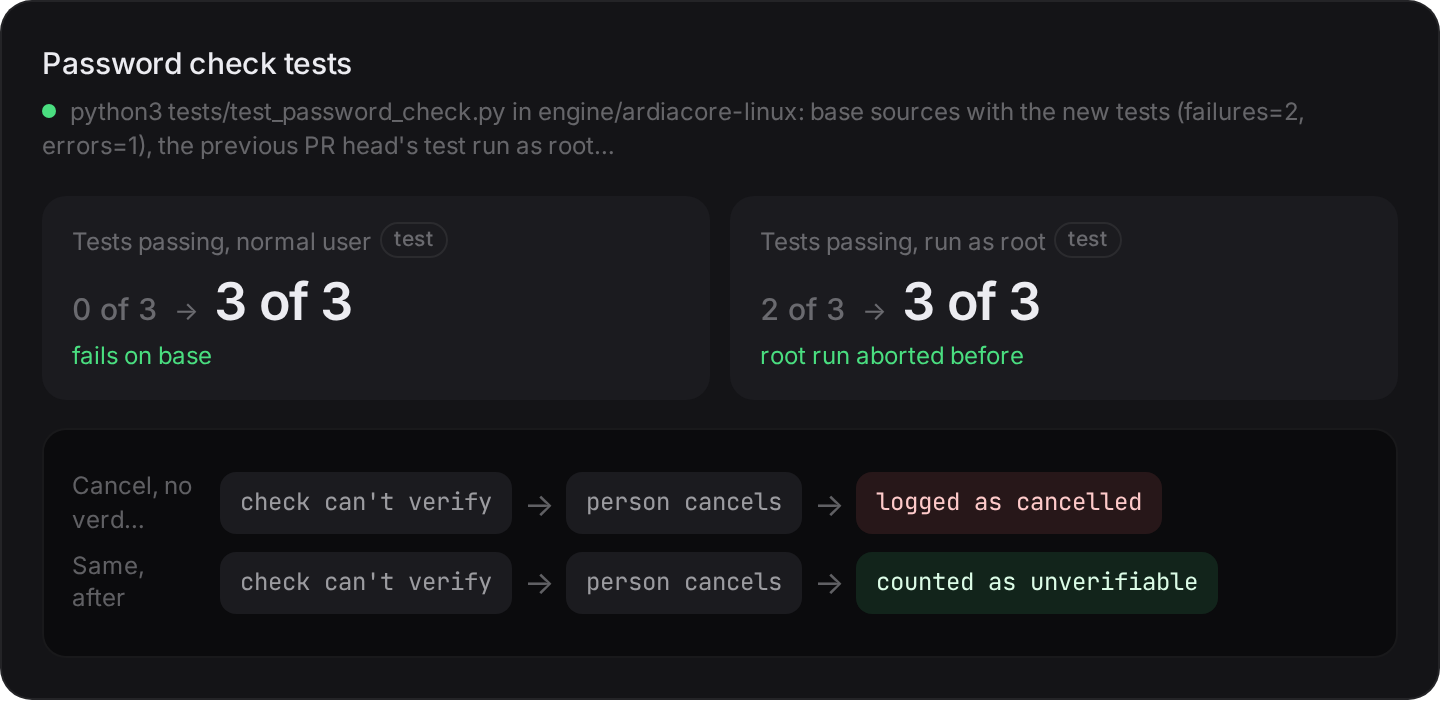 Password check tests
python3 tests/test_password_check.py in engine/ardiacore-linux: base sources with the new tests (failures=2,
errors=1), the previous PR head's test run as root...
Tests passing, normal user test
0 of 3 → 3 of 3
fails on base
Tests passing, run as root test
2 of 3 → 3 of 3
root run aborted before
Cancel, no
verd...
check can't verify → person cancels → logged as cancelled
Same,
after
check can't verify → person cancels → counted as unverifiable